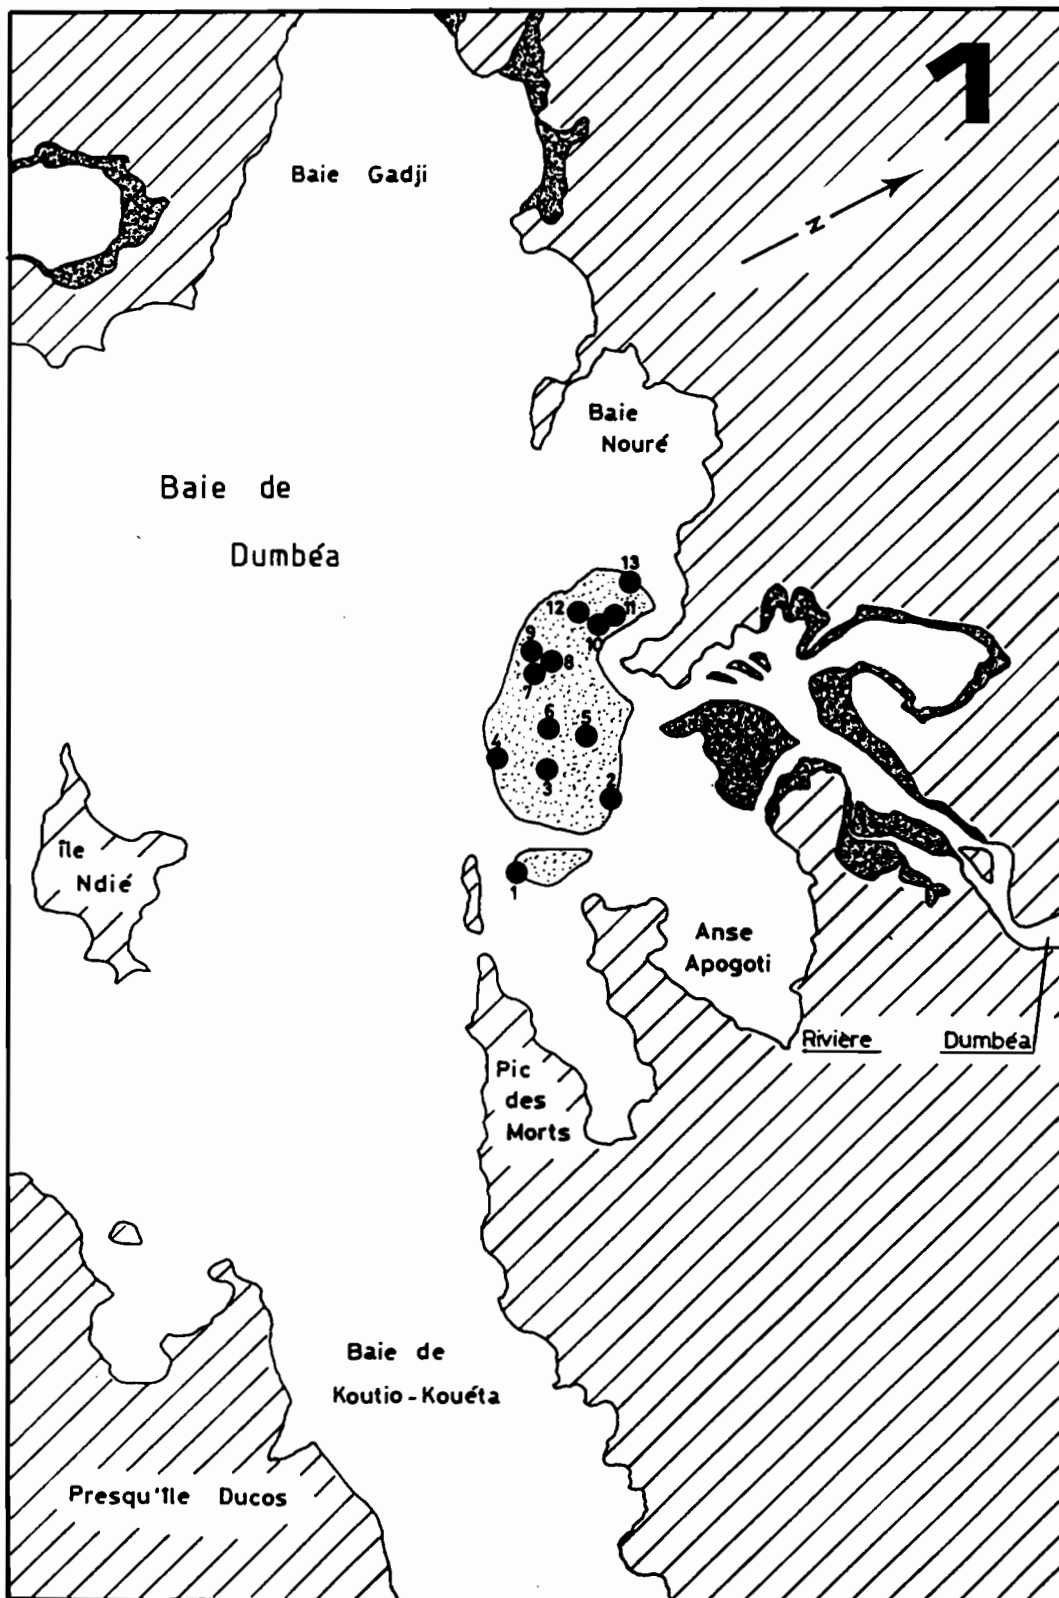 1
Baie Gadji
N
Baie
Nouré
Baie de
Dumbéa
13
12
11
10
9
8
7
6
5
4
3
2
1
île
Ndié
Anse
Apogoti
Rivière Dumbéa
Pic
des
Morts
Baie de
Koutio-Kouéta
Presqu'île Ducos